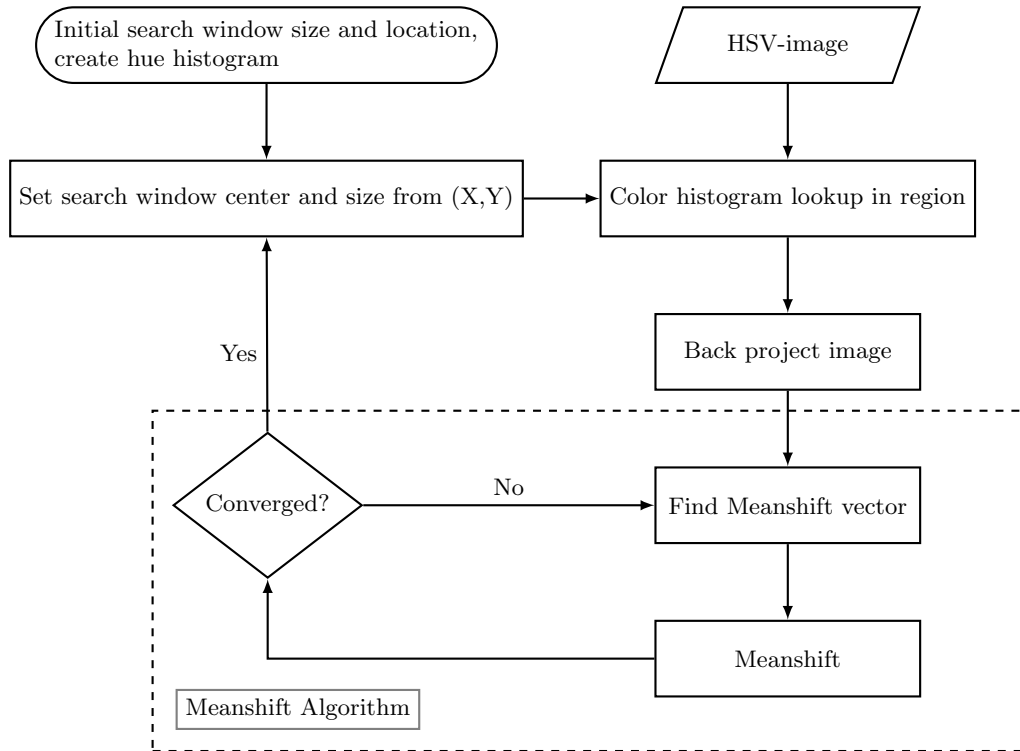 Initial search window size and location,
create hue histogram
HSV-image
Set search window center and size from (X,Y)
Color histogram lookup in region
Back project image
Yes
Converged?
No
Find Meanshift vector
Meanshift
Meanshift Algorithm